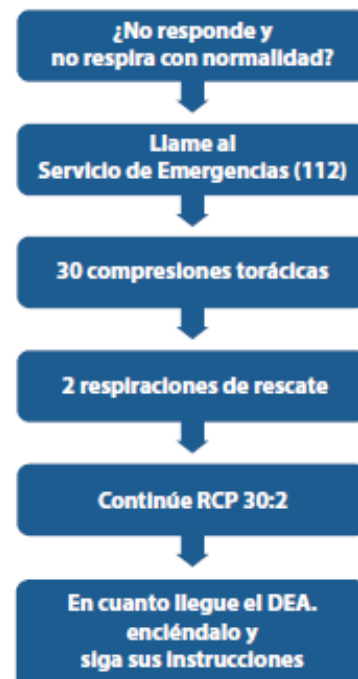 ¿No responde y
no respira con normalidad?
Llame al
Servicio de Emergencias (112)
30 compresiones torácicas
2 respiraciones de rescate
Continúe RCP 30:2
En cuanto llegue el DEA.
enciéndalo y
siga sus instrucciones